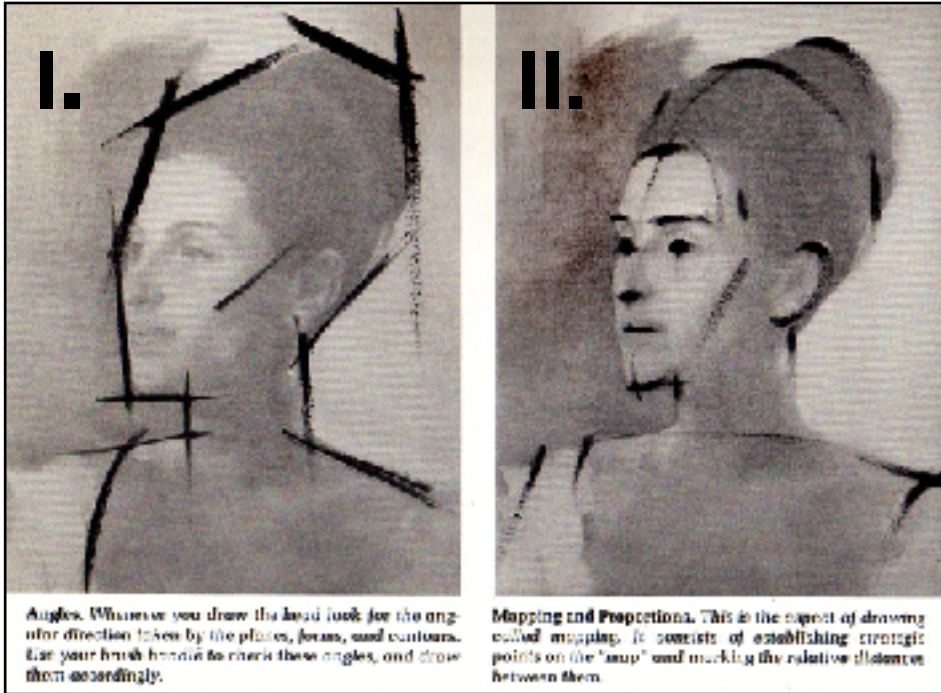 I.
II.
Angles. Whenever you draw the head look for the ang-
ular direction taken by the planes, forms, and contours.
Use your brush handle to check these angles, and draw
them accordingly.
Mapping and Proportions. This is the aspect of drawing
called mapping. It consists of establishing strategic
points on the "map" and marking the relative distances
between them.